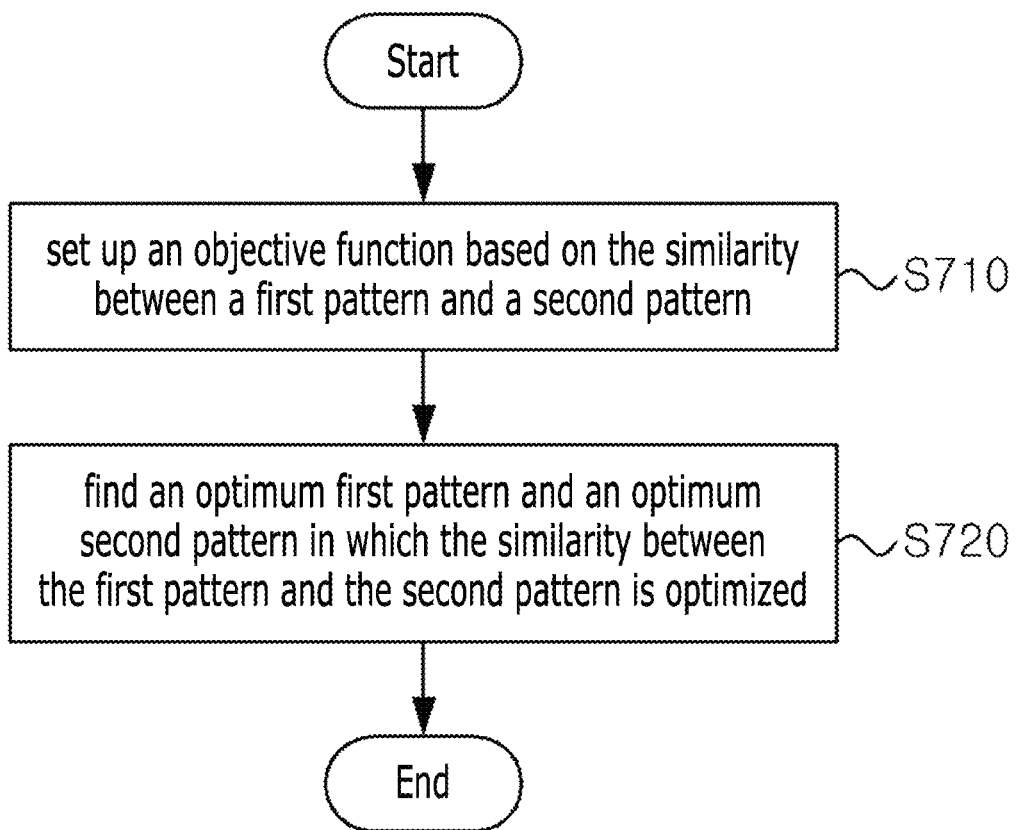 Start
set up an objective function based on the similarity
between a first pattern and a second pattern
S710
find an optimum first pattern and an optimum
second pattern in which the similarity between
the first pattern and the second pattern is optimized
S720
End